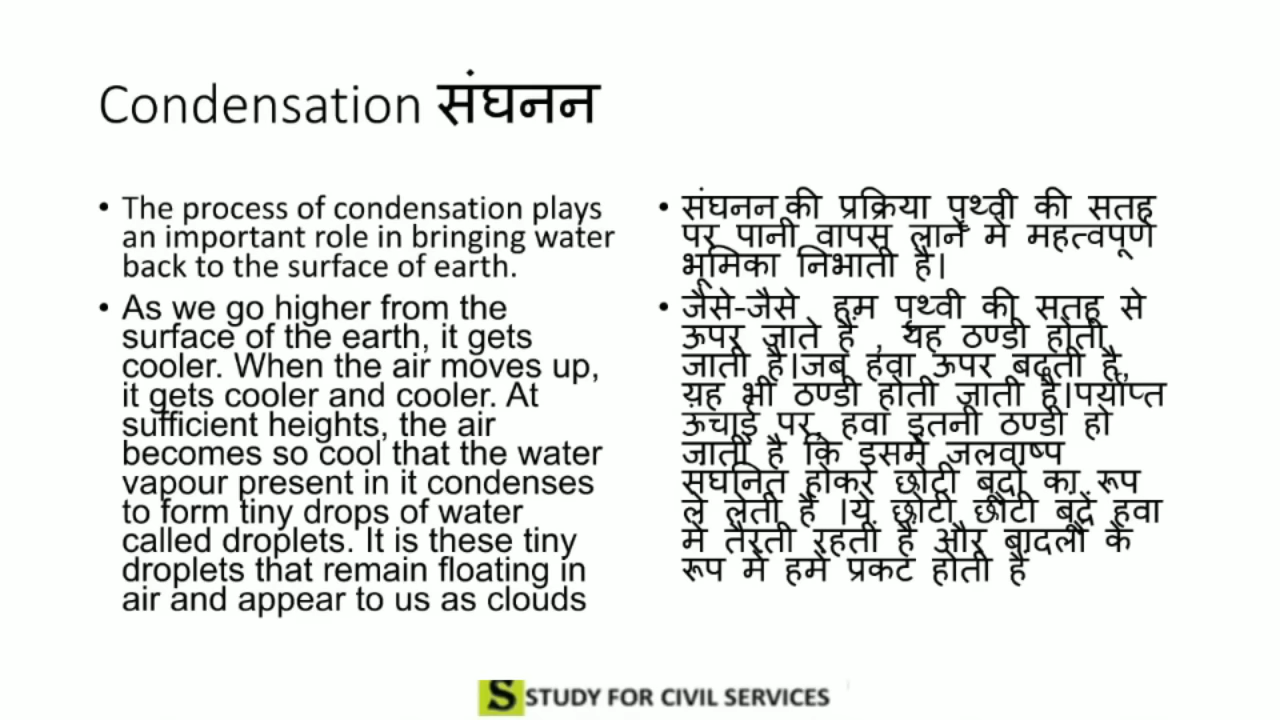 Condensation संघनन
• The process of condensation plays
an important role in bringing water
back to the surface of earth.
• As we go higher from the
surface of the earth, it gets
cooler. When the air moves up,
it gets cooler and cooler. At
sufficient heights, the air
becomes so cool that the water
vapour present in it condenses
to form tiny drops of water
called droplets. It is these tiny
droplets that remain floating in
air and appear to us as clouds
• संघनन की प्रक्रिया पृथ्वी की सतह
पर पानी वापस लाने में महत्वपूर्ण
भूमिका निभाती है।
• जैसे-जैसे हम पृथ्वी की सतह से
ऊपर जाते हैं , यह ठण्डी होती
जाती है।जब हवा ऊपर बढ़ती है,
यह भी ठण्डी होती जाती है।पर्याप्त
ऊंचाई पर, हवा इतनी ठण्डी हो
जाती है कि इसमें जलवाष्प
संघनित होकर छोटी बूंदों का रूप
ले लेती है ।ये छोटी छोटी बूंदें हवा
में तैरती रहती हैं और बादलों के
रूप में हमें प्रकट होती हैं
S STUDY FOR CIVIL SERVICES